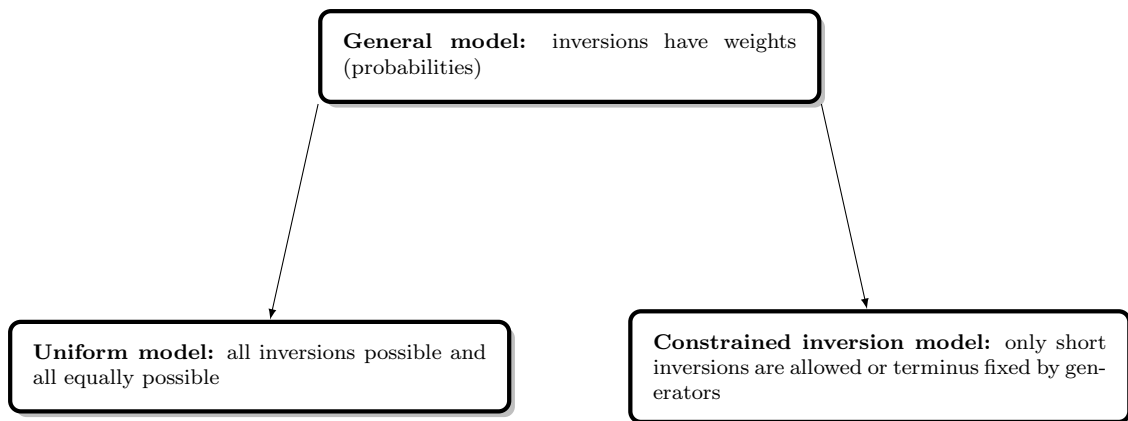 General model: inversions have weights
(probabilities)
Uniform model: all inversions possible and
all equally possible
Constrained inversion model: only short
inversions are allowed or terminus fixed by gen-
erators